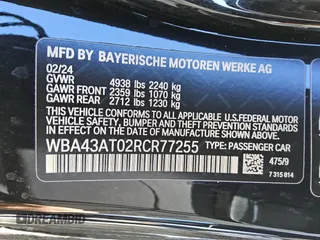 MFD BY BAYERISCHE MOTOREN WERKE AG
02/24
GVWR 4938 lbs 2240 kg
GAWR FRONT 2359 lbs 1070 kg
GAWR REAR 2712 lbs 1230 kg
THIS VEHICLE CONFORMS TO ALL APPLICABLE U.S. FEDERAL
MOTOR VEHICLE SAFETY, BUMPER, AND THEFT PREVENTION
STANDARDS IN EFFECT ON THE DATE OF MANUFACTURE SHOWN ABOVE.
WBA43AT02RCR77255 TYPE: PASSENGER CAR
475/9
7 315 814
DREAMBID